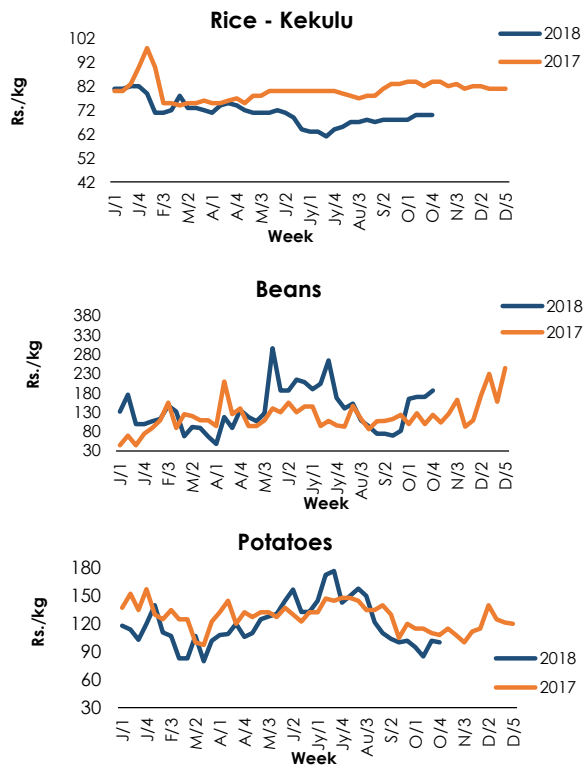 Rice - Kekulu
2018
2017
Rs./kg
102
92
82
72
62
52
42
J/1
J/4
F/3
M/2
A/1
A/4
M/3
J/2
Jy/1
Jy/4
Au/3
S/2
O/1
O/4
N/3
D/2
D/5
Week
Beans
2018
2017
Rs./kg
380
330
280
230
180
130
80
30
J/1
J/4
F/3
M/2
A/1
A/4
M/3
J/2
Jy/1
Jy/4
Au/3
S/2
O/1
O/4
N/3
D/2
D/5
Week
Potatoes
Rs./kg
180
150
120
90
60
30
2018
2017
J/1
J/4
F/3
M/2
A/1
A/4
M/3
J/2
Jy/1
Jy/4
Au/3
S/2
O/1
O/4
N/3
D/2
D/5
Week